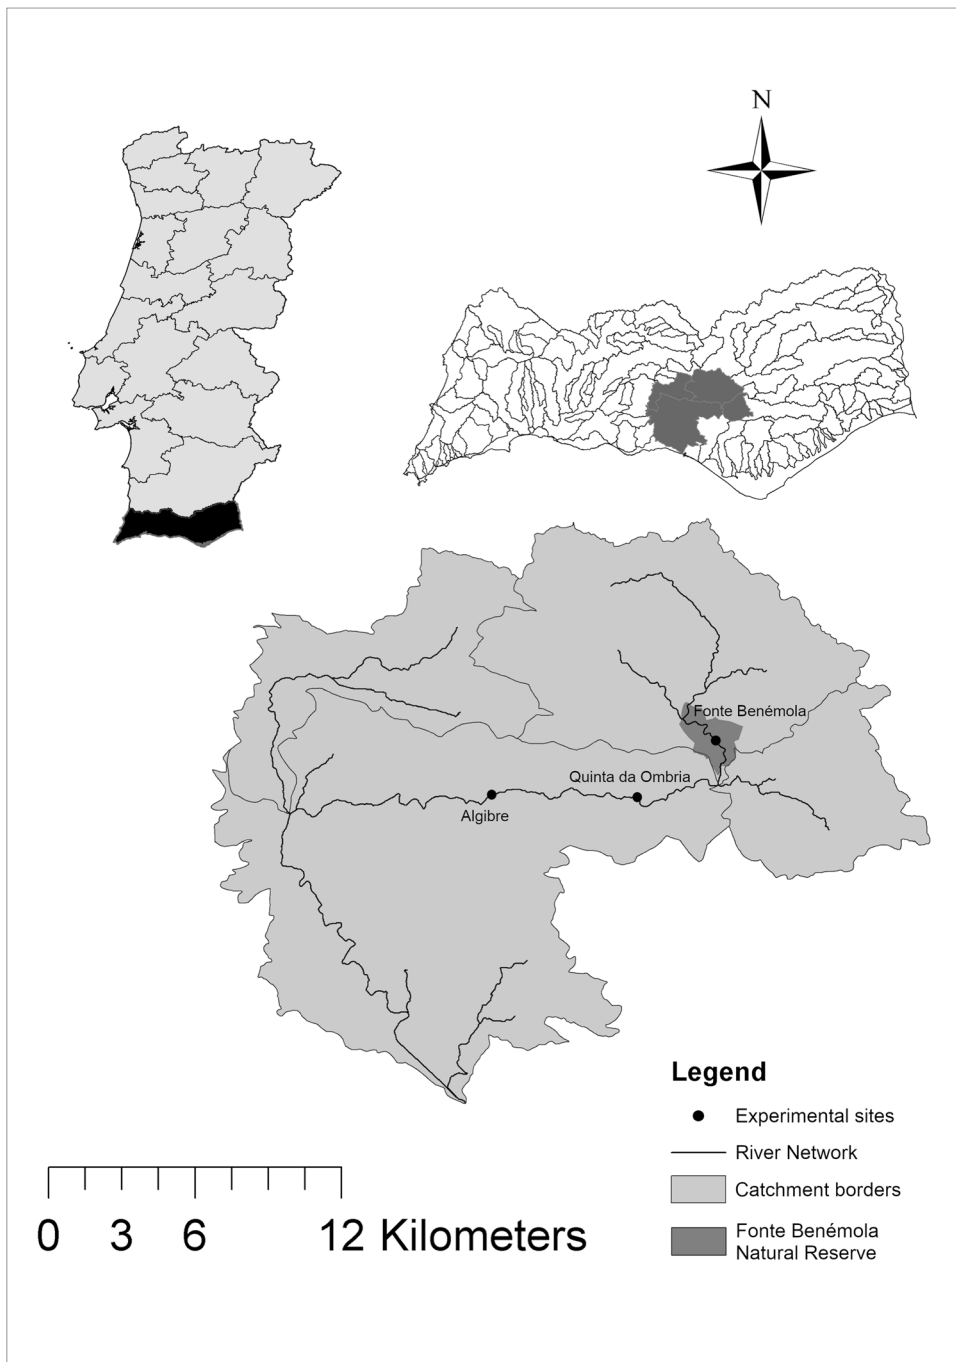 N
Fonte Benémola
Quinta da Ombria
Algibre
Legend
Experimental sites
River Network
Catchment borders
Fonte Benémola
Natural Reserve
0 3 6 12 Kilometers